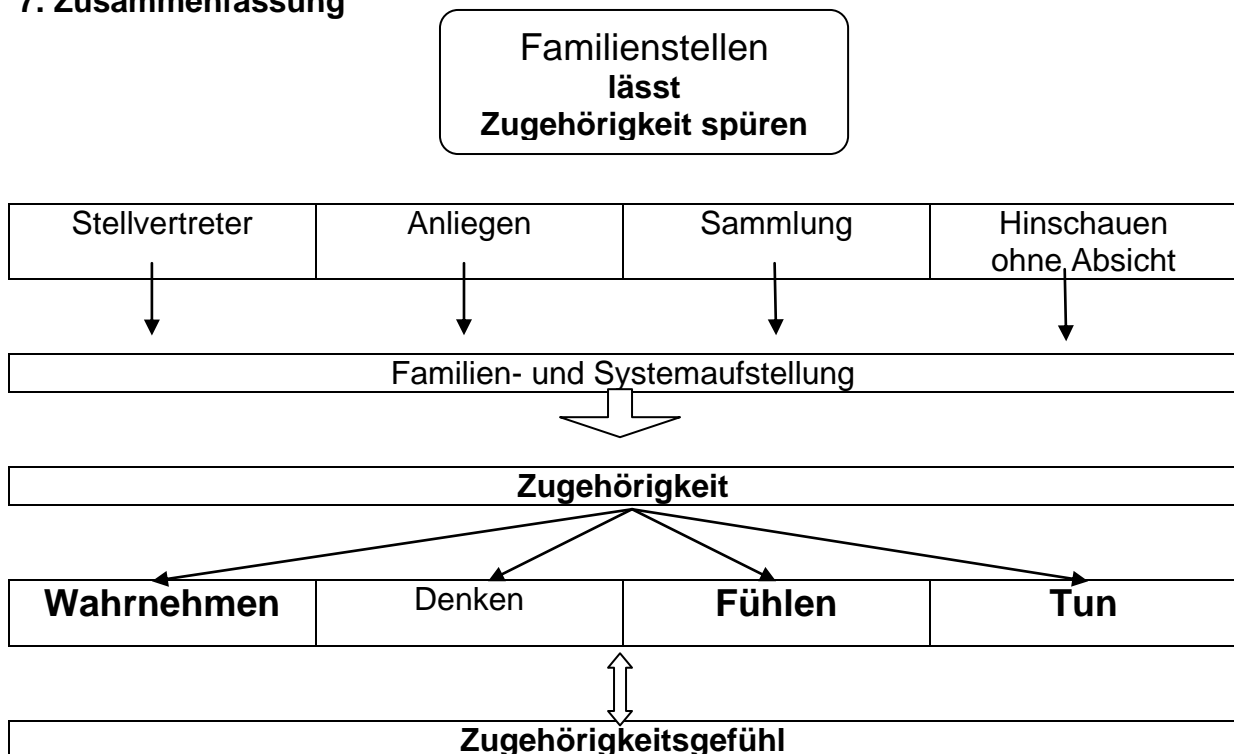 7. Zusammenfassung
Familienstellen
lässt
Zugehörigkeit spüren
Stellvertreter
Anliegen
Sammlung
Hinschauen
ohne Absicht
Familien- und Systemaufstellung
Zugehörigkeit
Wahrnehmen
Denken
Fühlen
Tun
Zugehörigkeitsgefühl